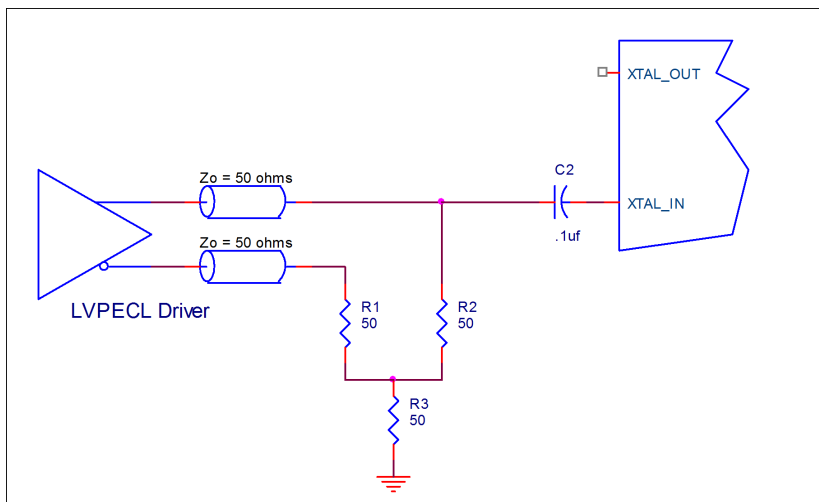 XTAL_OUT
C2
Zo = 50 ohms
XTAL_IN
.1uf
Zo = 50 ohms
LVPECL Driver
R1
50
R2
50
R3
50